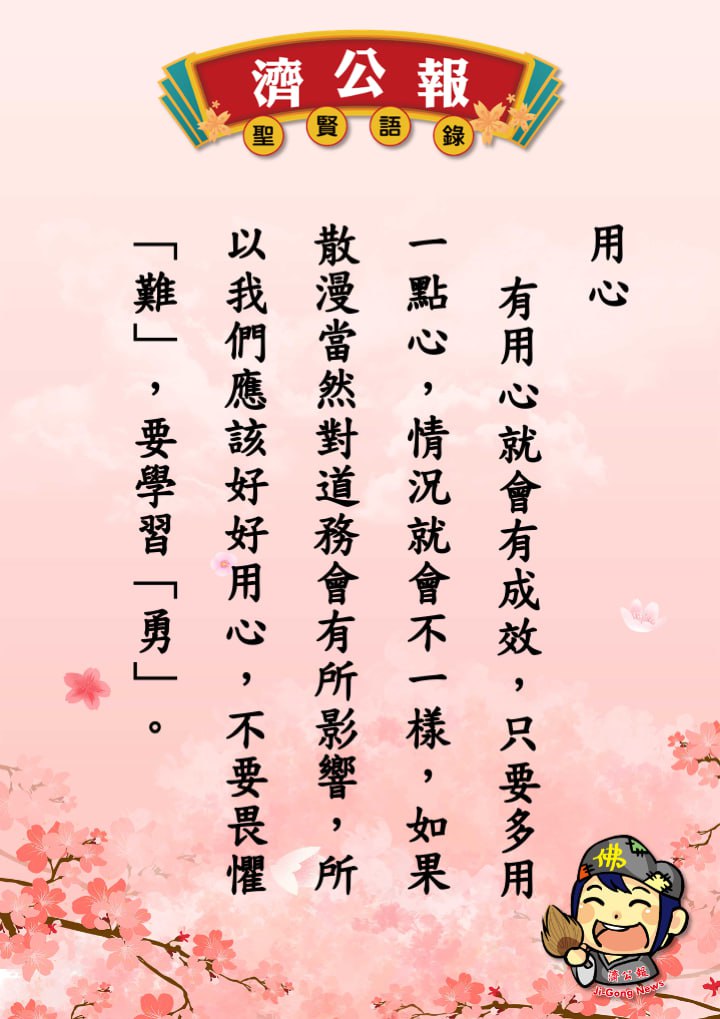 濟公報
聖賢語錄
用心
有用心就會有成效，只要多用
一點心，情況就會不一樣，如果
散漫當然對道務會有所影響，所
以我們應該好好用心，不要畏懼
「難」，要學習「勇」。
佛
濟公報
Ji-Gong News